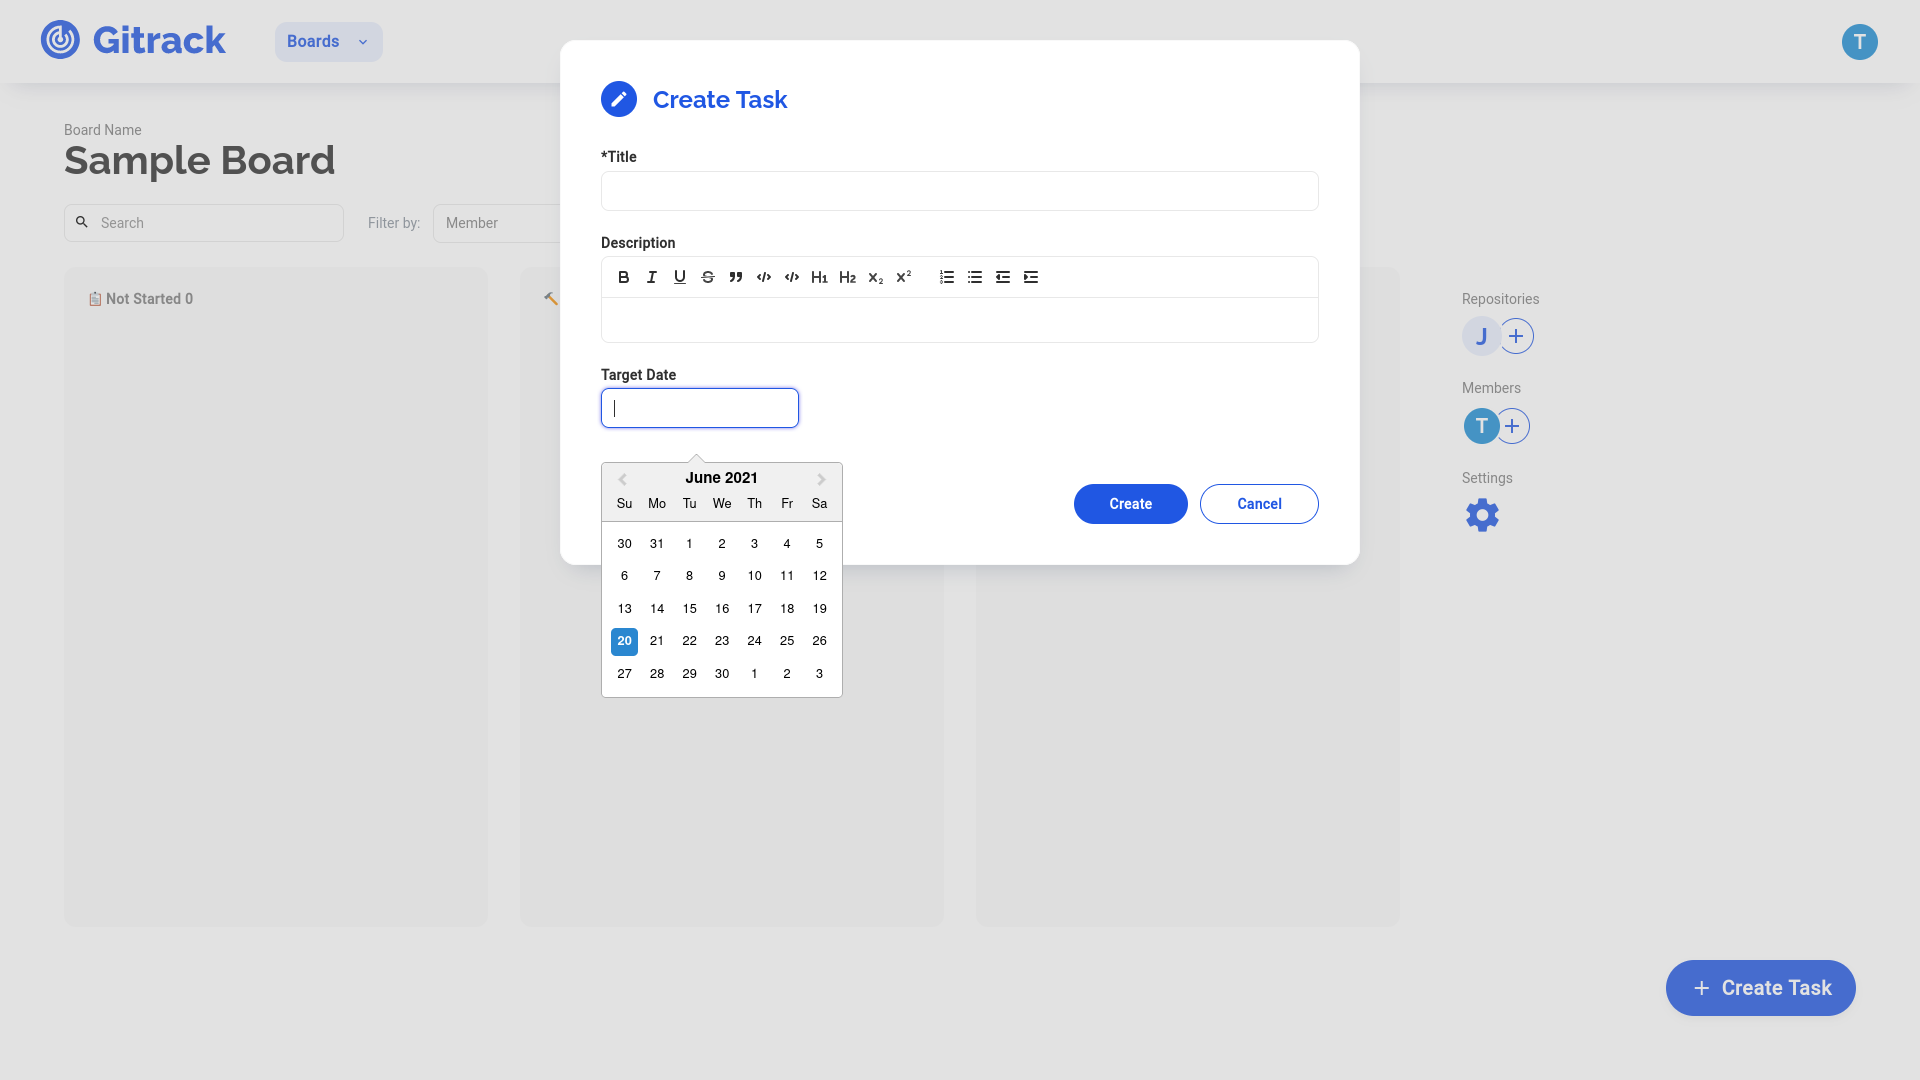 Gitrack
Boards
T
Create Task
*Title
Board Name
Sample Board
Search
Filter by:
Member
Description
B I U S ” </> </> H1 H2 x₂ x²
Not Started 0
Target Date
June 2021
Su Mo Tu We Th Fr Sa
30 31 1 2 3 4 5
6 7 8 9 10 11 12
13 14 15 16 17 18 19
20 21 22 23 24 25 26
27 28 29 30 1 2 3
Create
Cancel
Repositories
J
Members
T
Settings
Create Task